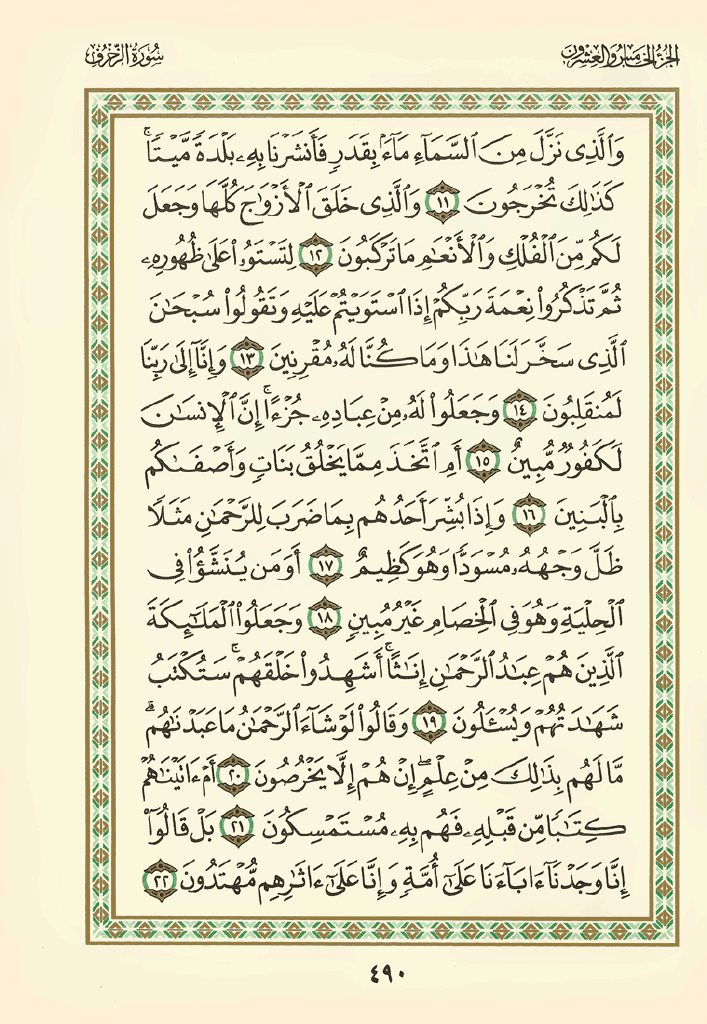 الجزء الخامس والعشرون
سورة الزخرف
وَٱلَّذِى نَزَّلَ مِنَ ٱلسَّمَآءِ مَآءًۢ بِقَدَرٍ فَأَنشَرْنَا بِهِۦ بَلْدَةً مَّيْتًا ۚ
كَذَٰلِكَ تُخْرَجُونَ ١١ وَٱلَّذِى خَلَقَ ٱلْأَزْوَٰجَ كُلَّهَا وَجَعَلَ
لَكُم مِّنَ ٱلْفُلْكِ وَٱلْأَنْعَٰمِ مَا تَرْكَبُونَ ١٢ لِتَسْتَوُۥا۟ عَلَىٰ ظُهُورِهِۦ
ثُمَّ تَذْكُرُوا۟ نِعْمَةَ رَبِّكُمْ إِذَا ٱسْتَوَيْتُمْ عَلَيْهِ وَتَقُولُوا۟ سُبْحَٰنَ
ٱلَّذِى سَخَّرَ لَنَا هَٰذَا وَمَا كُنَّا لَهُۥ مُقْرِنِينَ ١٣ وَإِنَّآ إِلَىٰ رَبِّنَا
لَمُنقَلِبُونَ ١٤ وَجَعَلُوا۟ لَهُۥ مِنْ عِبَادِهِۦ جُزْءًا ۚ إِنَّ ٱلْإِنسَٰنَ
لَكَفُورٌ مُّبِينٌ ١٥ أَمِ ٱتَّخَذَ مِمَّا يَخْلُقُ بَنَاتٍ وَأَصْفَىٰكُم
بِٱلْبَنِينَ ١٦ وَإِذَا بُشِّرَ أَحَدُهُم بِمَا ضَرَبَ لِلرَّحْمَٰنِ مَثَلًا
ظَلَّ وَجْهُهُۥ مُسْوَدًّا وَهُوَ كَظِيمٌ ١٧ أَوَمَن يُنَشَّؤُا۟ فِى
ٱلْحِلْيَةِ وَهُوَ فِى ٱلْخِصَامِ غَيْرُ مُبِينٍ ١٨ وَجَعَلُوا۟ ٱلْمَلَٰٓئِكَةَ
ٱلَّذِينَ هُمْ عِبَٰدُ ٱلرَّحْمَٰنِ إِنَٰثًا ۚ أَشَهِدُوا۟ خَلْقَهُمْ ۚ سَتُكْتَبُ
شَهَٰدَتُهُمْ وَيُسْـَٔلُونَ ١٩ وَقَالُوا۟ لَوْ شَآءَ ٱلرَّحْمَٰنُ مَا عَبَدْنَٰهُم ۗ
مَّا لَهُم بِذَٰلِكَ مِنْ عِلْمٍ ۖ إِنْ هُمْ إِلَّا يَخْرُصُونَ ٢٠ أَمْ ءَاتَيْنَٰهُمْ
كِتَٰبًا مِّن قَبْلِهِۦ فَهُم بِهِۦ مُسْتَمْسِكُونَ ٢١ بَلْ قَالُوٓا۟
إِنَّا وَجَدْنَآ ءَابَآءَنَا عَلَىٰٓ أُمَّةٍ وَإِنَّا عَلَىٰٓ ءَاثَٰرِهِم مُّهْتَدُونَ ٢٢
٤٩٠